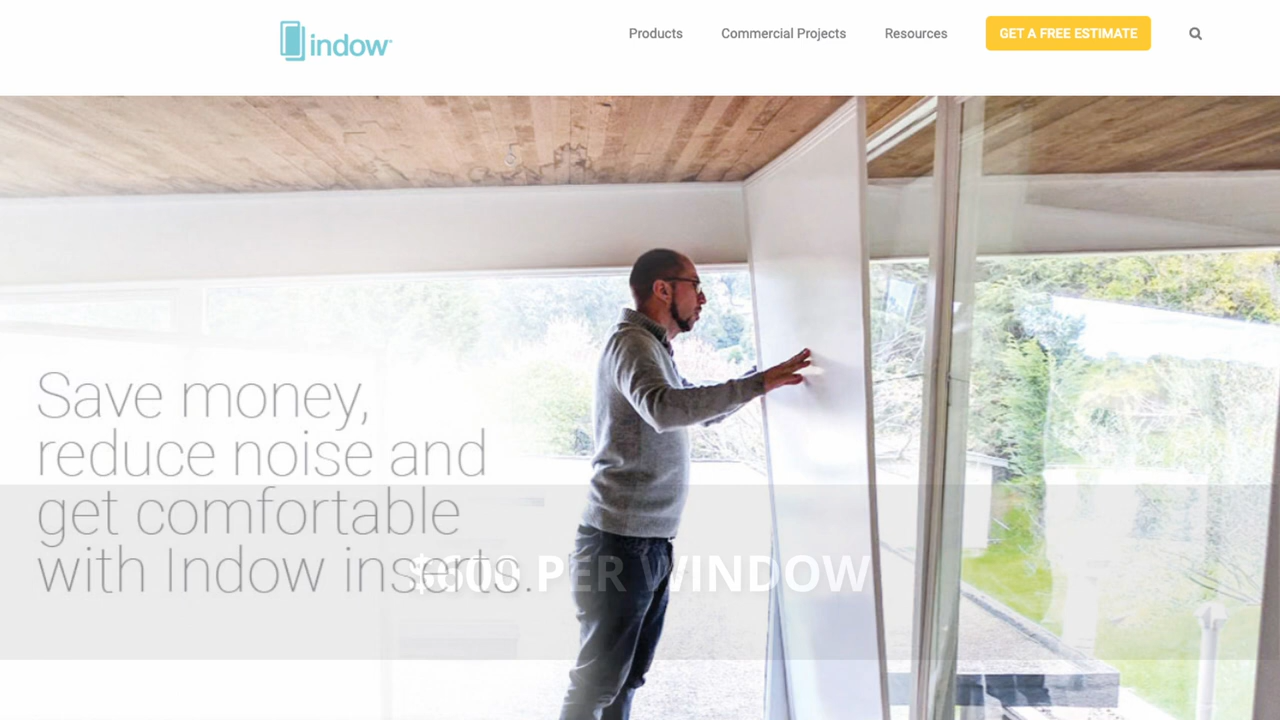 indow
Products
Commercial Projects
Resources
GET A FREE ESTIMATE
Save money,
reduce noise and
get comfortable
with Indow inserts.
$600 PER WINDOW